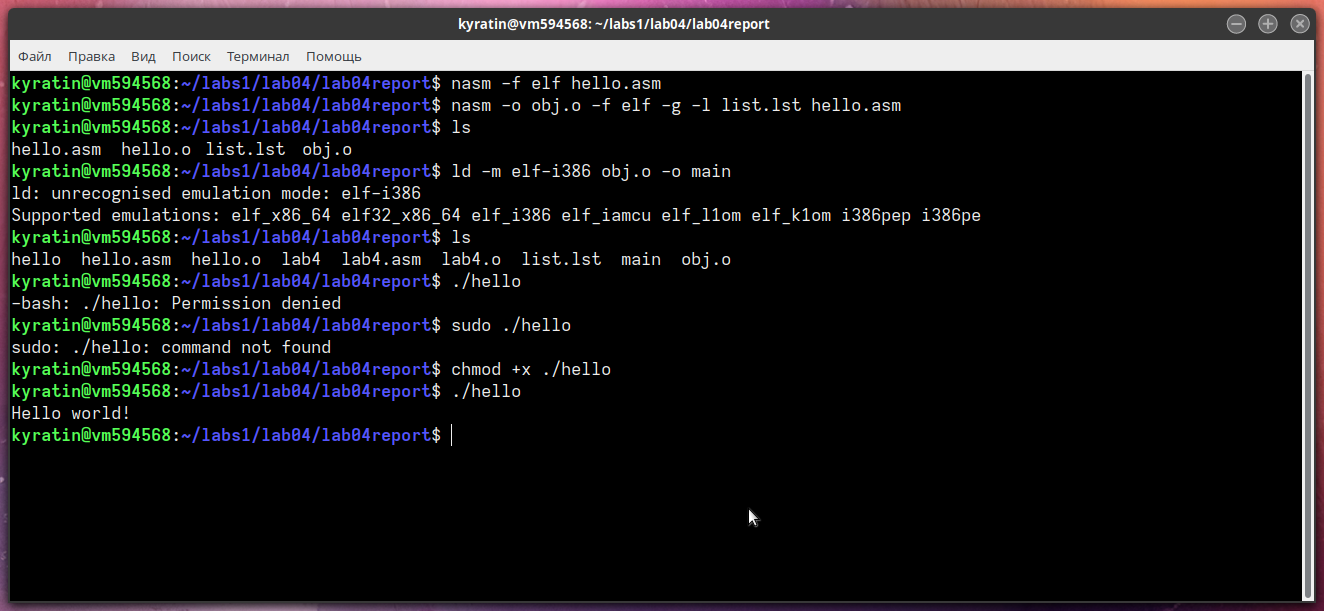 kyratin@vm594568: ~/labs1/lab04/lab04report
Файл Правка Вид Поиск Терминал Помощь
kyratin@vm594568:~/labs1/lab04/lab04report$ nasm -f elf hello.asm
kyratin@vm594568:~/labs1/lab04/lab04report$ nasm -o obj.o -f elf -g -l list.lst hello.asm
kyratin@vm594568:~/labs1/lab04/lab04report$ ls
hello.asm  hello.o  list.lst  obj.o
kyratin@vm594568:~/labs1/lab04/lab04report$ ld -m elf-i386 obj.o -o main
ld: unrecognised emulation mode: elf-i386
Supported emulations: elf_x86_64 elf32_x86_64 elf_i386 elf_iamcu elf_l1om elf_k1om i386pep i386pe
kyratin@vm594568:~/labs1/lab04/lab04report$ ls
hello  hello.asm  hello.o  lab4  lab4.asm  lab4.o  list.lst  main  obj.o
kyratin@vm594568:~/labs1/lab04/lab04report$ ./hello
-bash: ./hello: Permission denied
kyratin@vm594568:~/labs1/lab04/lab04report$ sudo ./hello
sudo: ./hello: command not found
kyratin@vm594568:~/labs1/lab04/lab04report$ chmod +x ./hello
kyratin@vm594568:~/labs1/lab04/lab04report$ ./hello
Hello world!
kyratin@vm594568:~/labs1/lab04/lab04report$